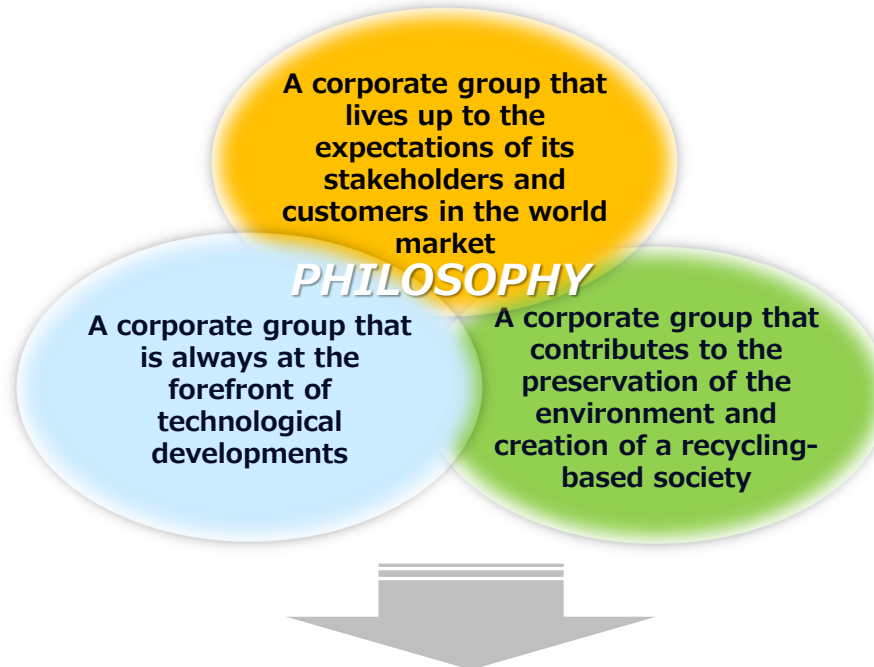 A corporate group that
lives up to the
expectations of its
stakeholders and
customers in the world
market
PHILOSOPHY
A corporate group that
is always at the
forefront of
technological
developments
A corporate group that
contributes to the
preservation of the
environment and
creation of a recycling-
based society